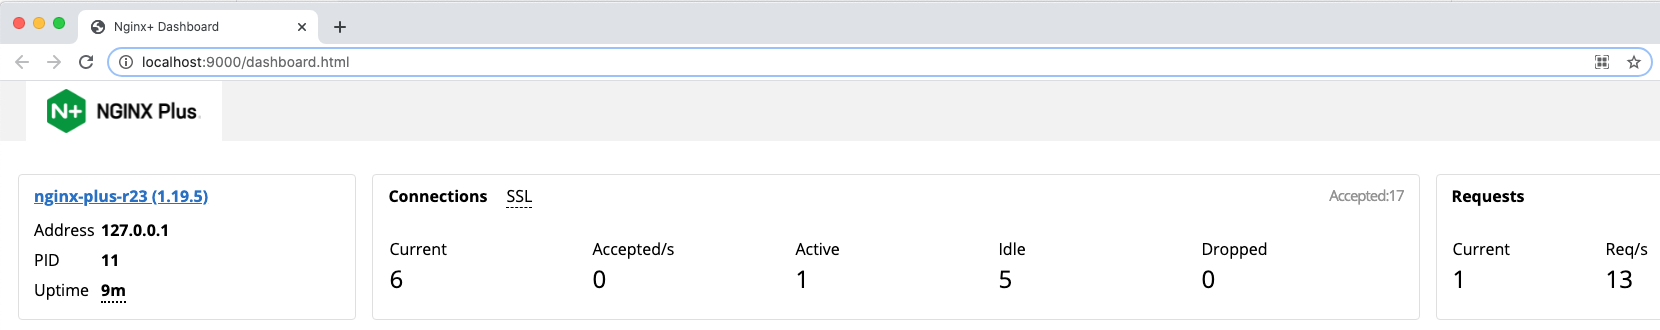 Nginx+ Dashboard
localhost:9000/dashboard.html
N+ NGINX Plus
nginx-plus-r23 (1.19.5)
Address 127.0.0.1
PID 11
Uptime 9m
Connections SSL Accepted:17
Current Accepted/s Active Idle Dropped
6 0 1 5 0
Requests
Current Req/s
1 13